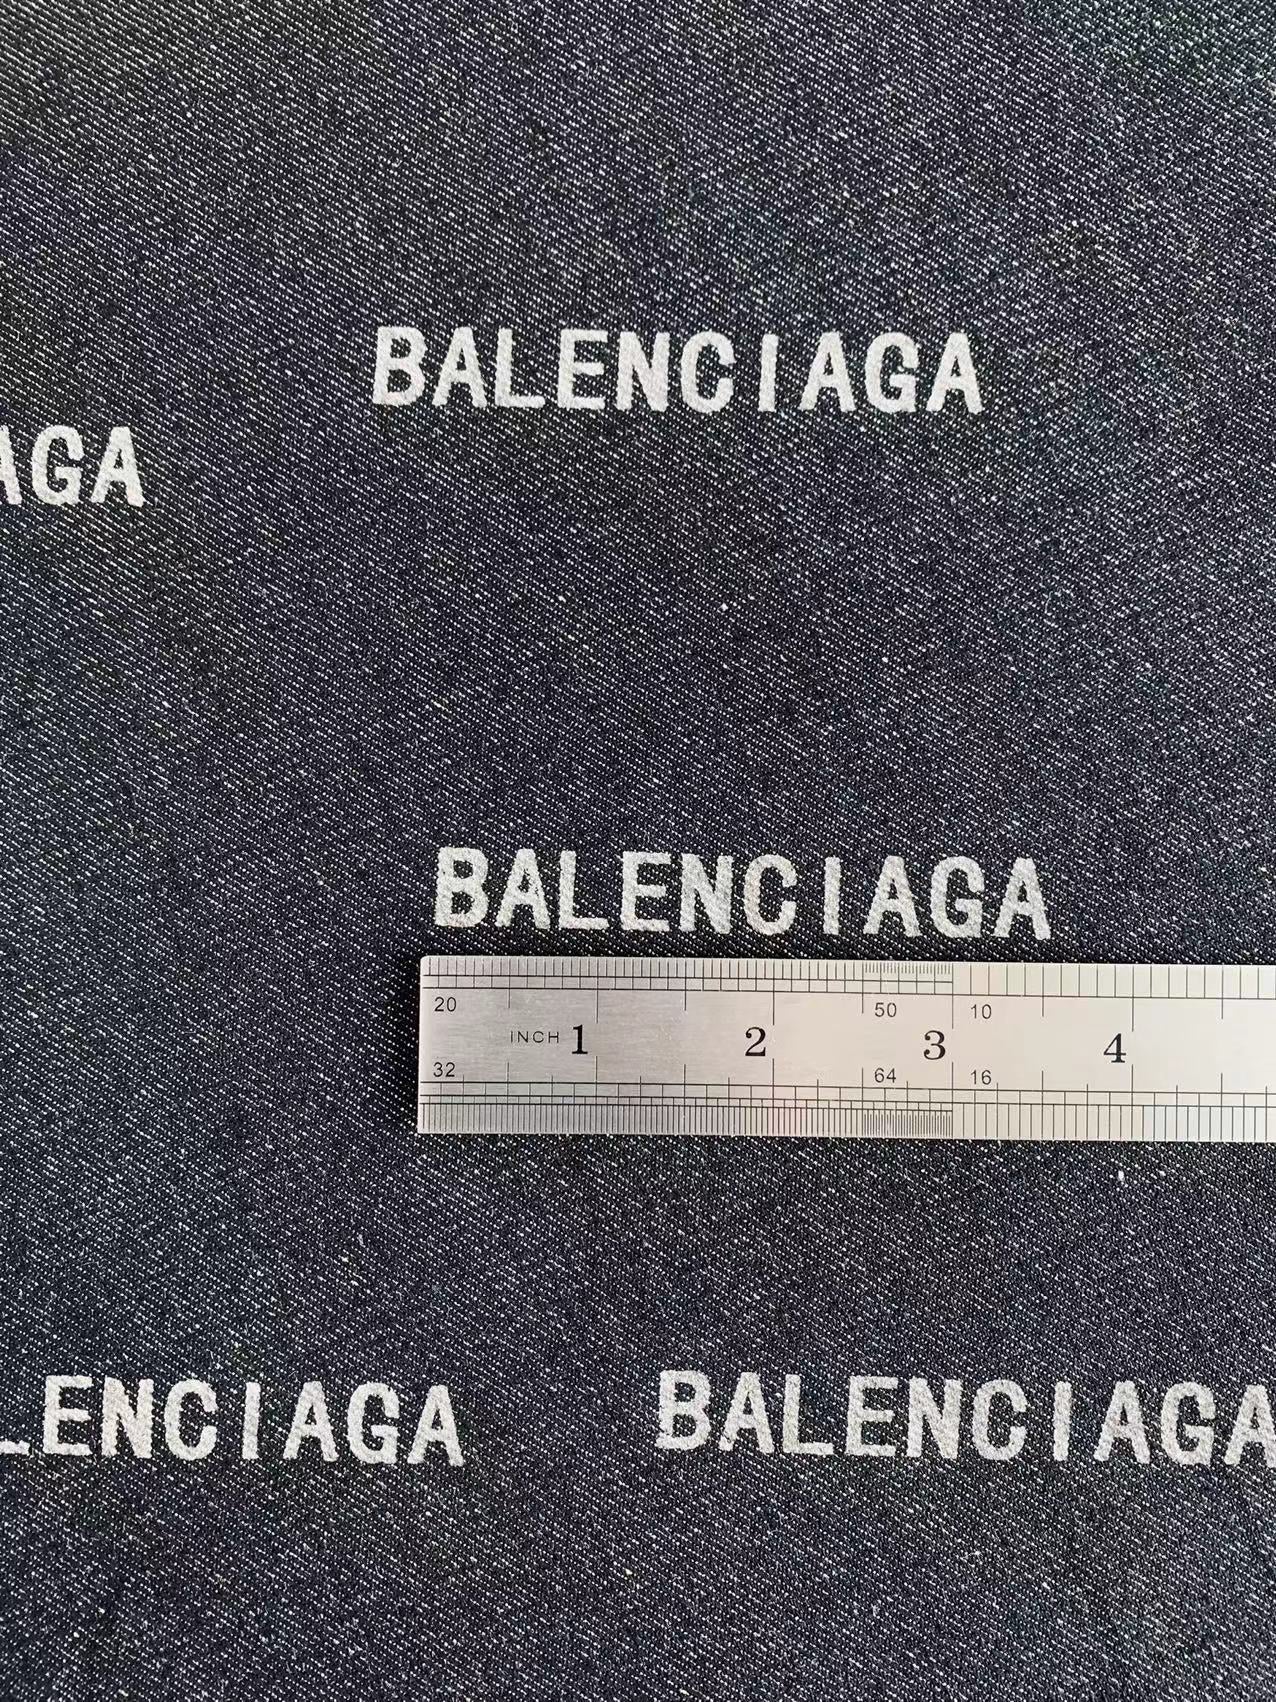 BALENCIAGA
AGA
BALENCIAGA
20 50 10
INCH 1 2 3 4
32 64 16
LENCIAGA BALENCIAGA